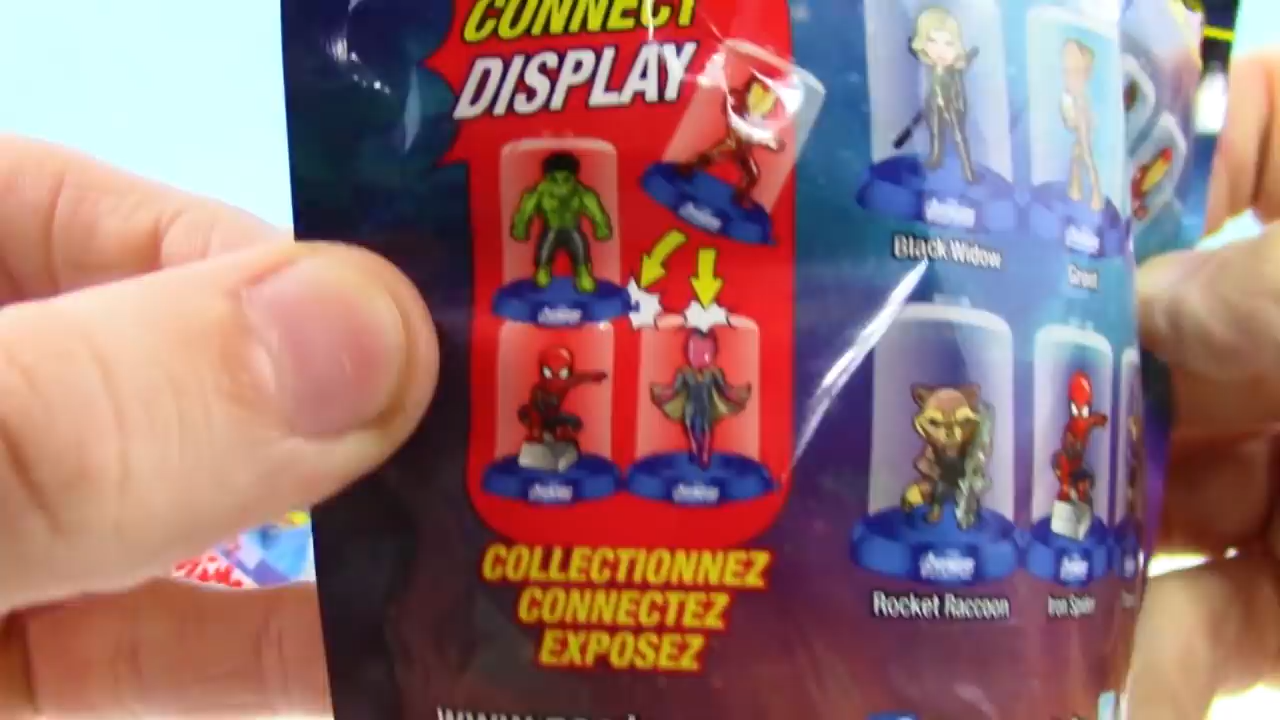 CONNECT
DISPLAY
COLLECTIONNEZ
CONNECTEZ
EXPOSEZ
Black Widow
Groot
Rocket Raccoon
Iron Spider